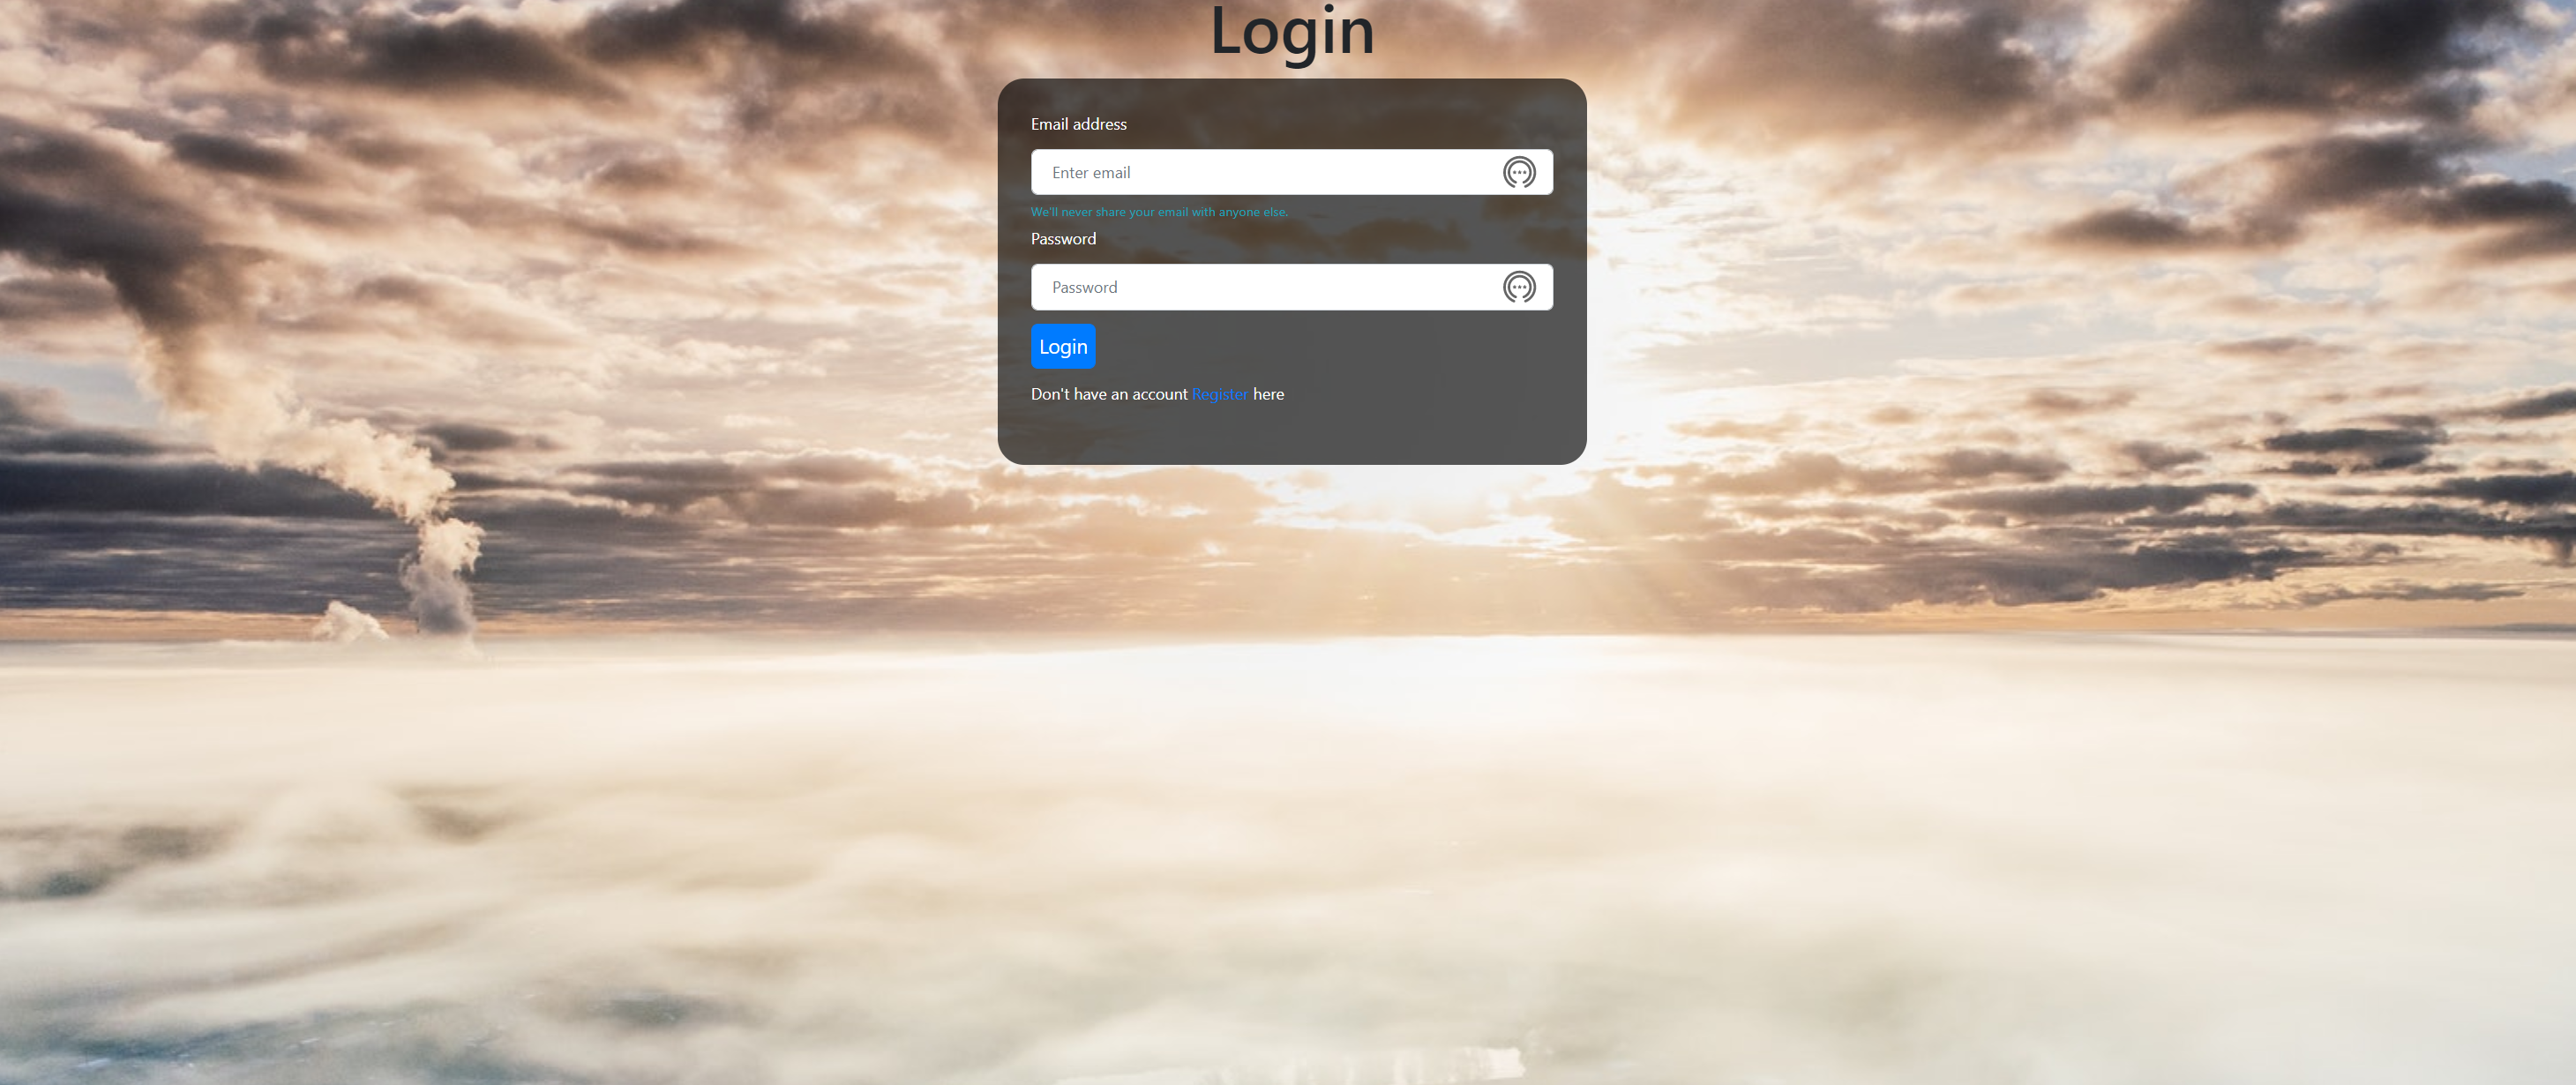 Login
Email address
Enter email
We'll never share your email with anyone else.
Password
Password
Login
Don't have an account Register here